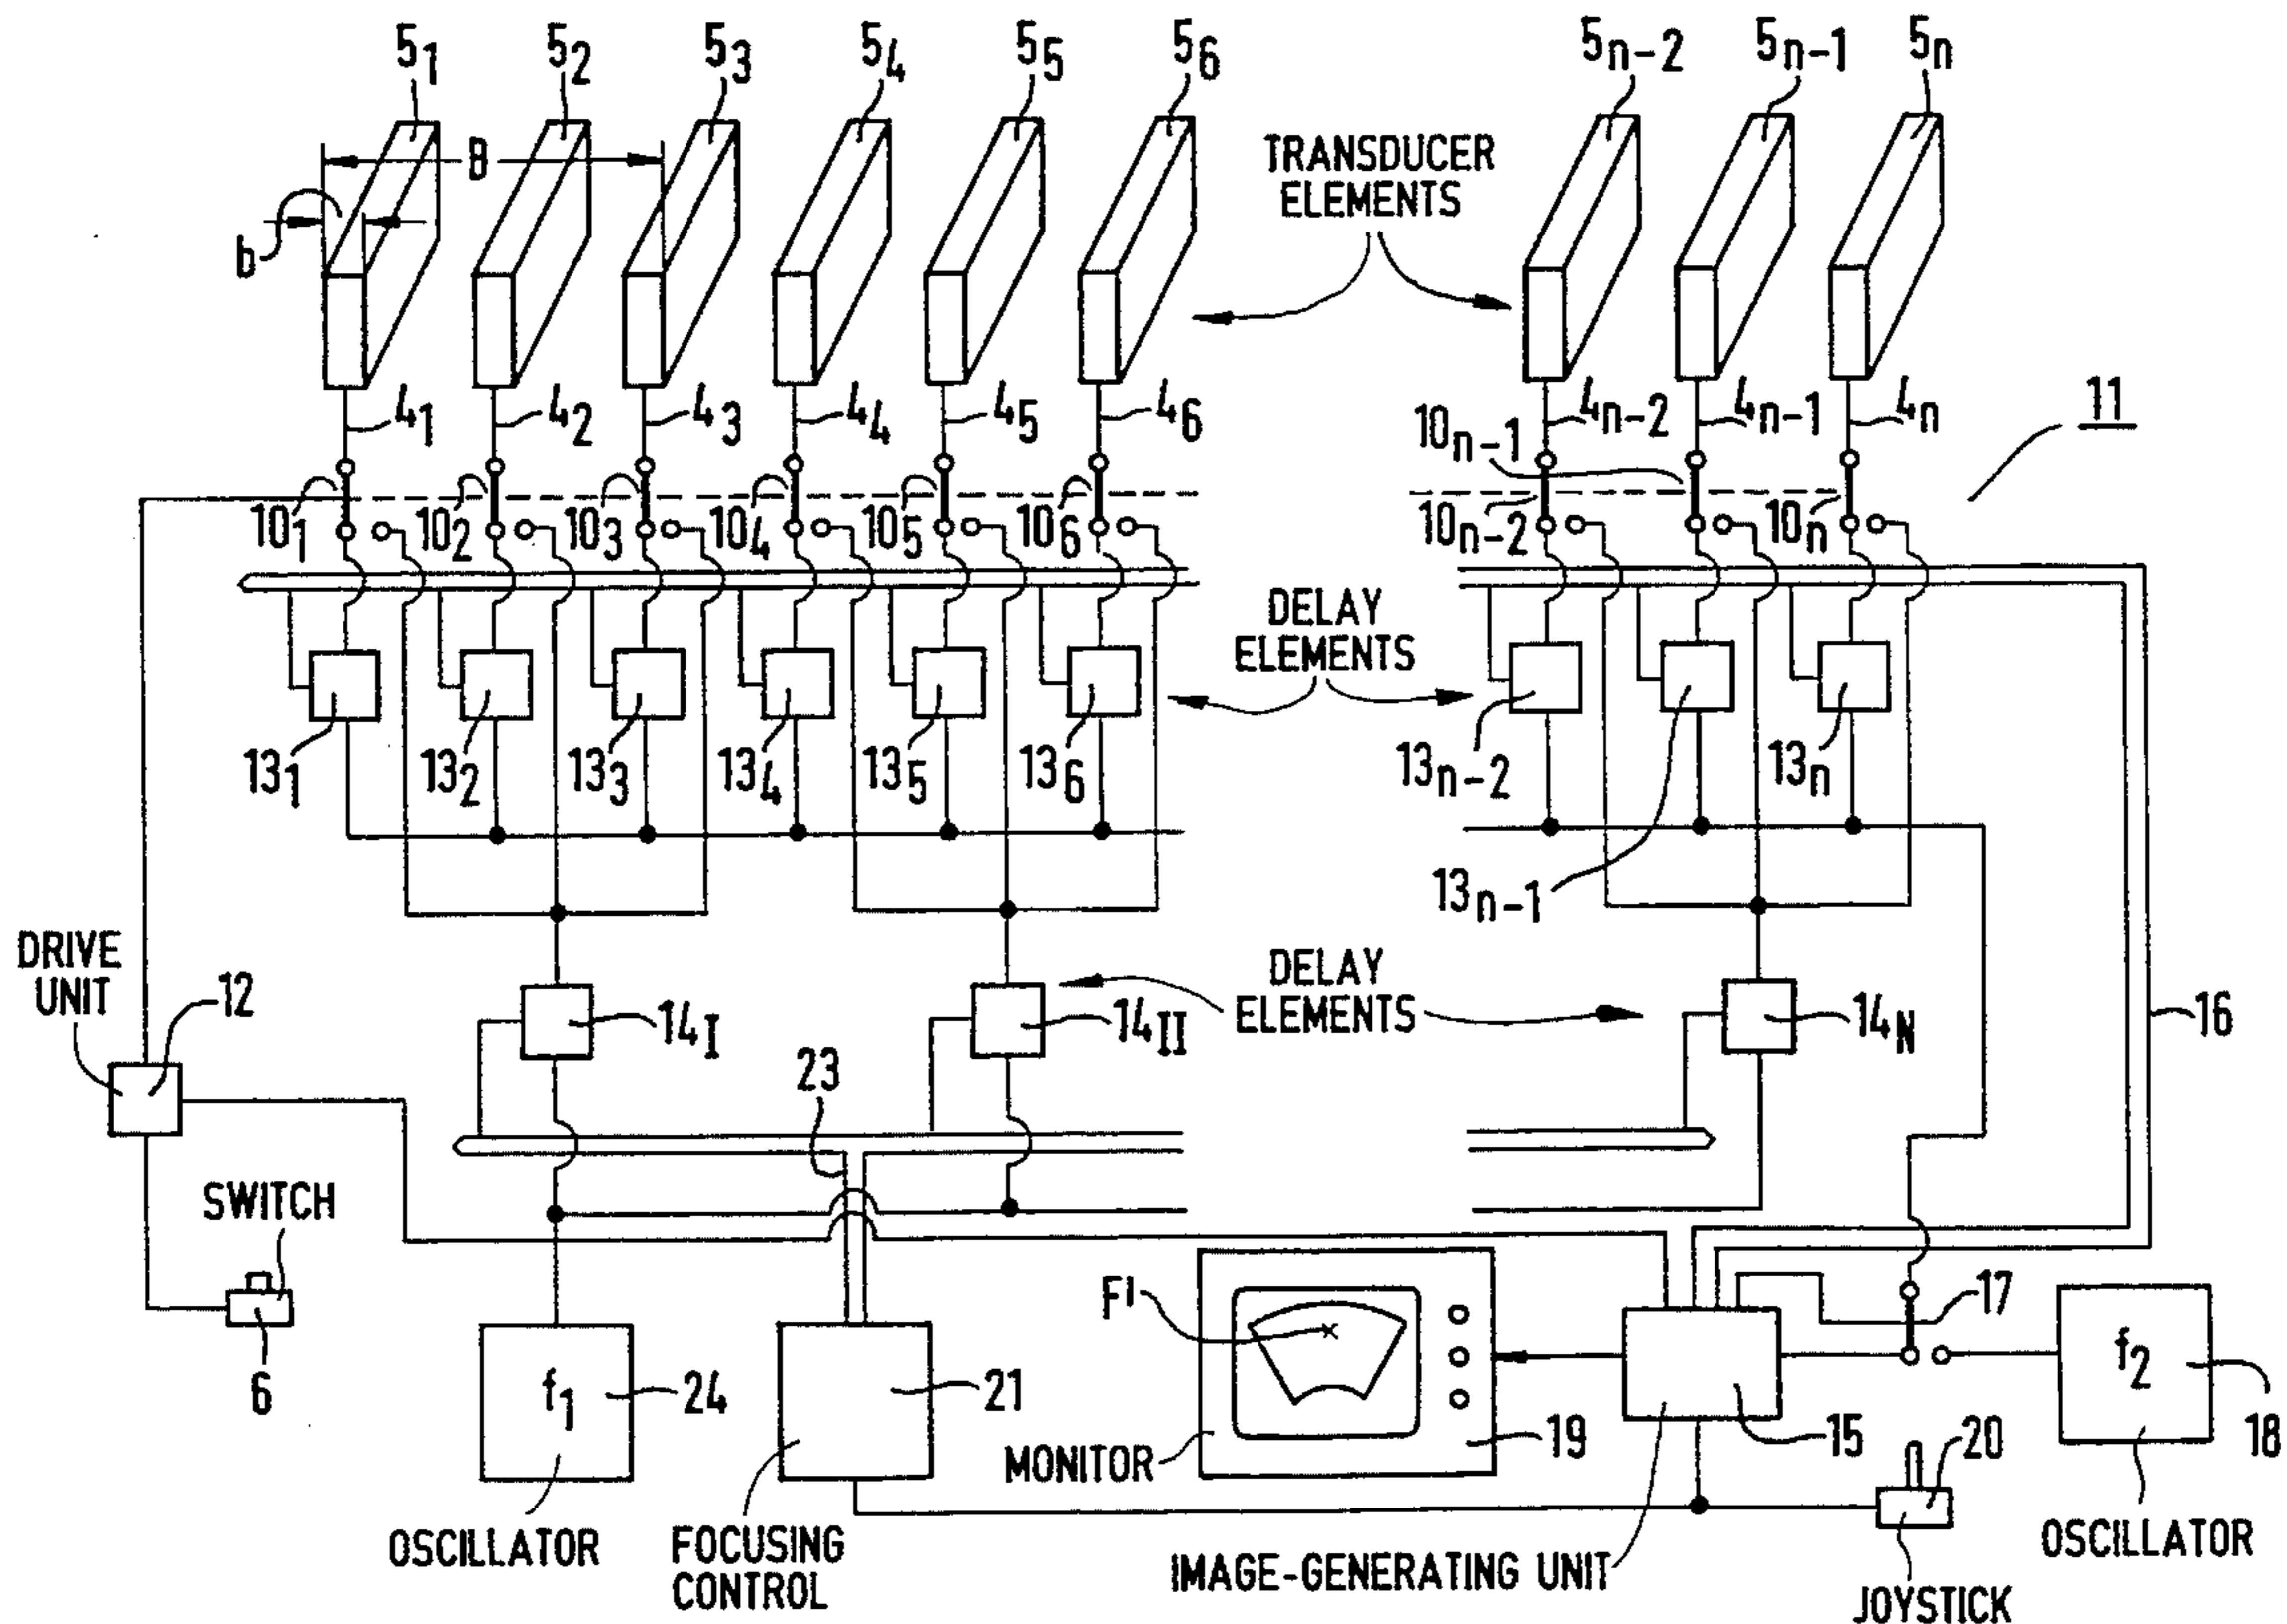 5₁ 5₂ 5₃ 5₄ 5₅ 5₆ 5ₙ₋₂ 5ₙ₋₁ 5ₙ
B
b
TRANSDUCER
ELEMENTS
4₁ 4₂ 4₃ 4₄ 4₅ 4₆ 4ₙ₋₂ 4ₙ₋₁ 4ₙ
11
10ₙ₋₁
10₁ 10₂ 10₃ 10₄ 10₅ 10₆ 10ₙ₋₂ 10ₙ
DELAY
ELEMENTS
13₁ 13₂ 13₃ 13₄ 13₅ 13₆ 13ₙ₋₂ 13ₙ
13ₙ₋₁
DRIVE
UNIT
12
DELAY
ELEMENTS
14I 14II 14N
16
23
SWITCH
6
F'
17
f₁
24
21
f₂
18
19
15
20
MONITOR
OSCILLATOR
FOCUSING
CONTROL
IMAGE-GENERATING UNIT
JOYSTICK
OSCILLATOR